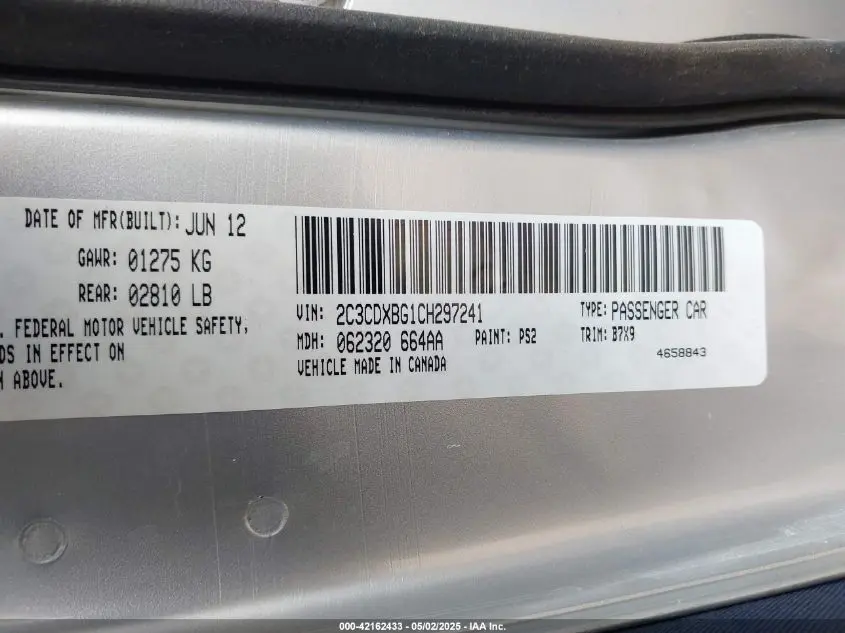 DATE OF MFR(BUILT): JUN 12
GAWR: 01275 KG
REAR: 02810 LB
. FEDERAL MOTOR VEHICLE SAFETY,
DS IN EFFECT ON
ABOVE.
VIN: 2C3CDXBG1CH297241
TYPE: PASSENGER CAR
MDH: 062320 664AA
PAINT: PS2
TRIM: B7X9
VEHICLE MADE IN CANADA
4658843
000-42162433 - 05/02/2025 - IAA Inc.